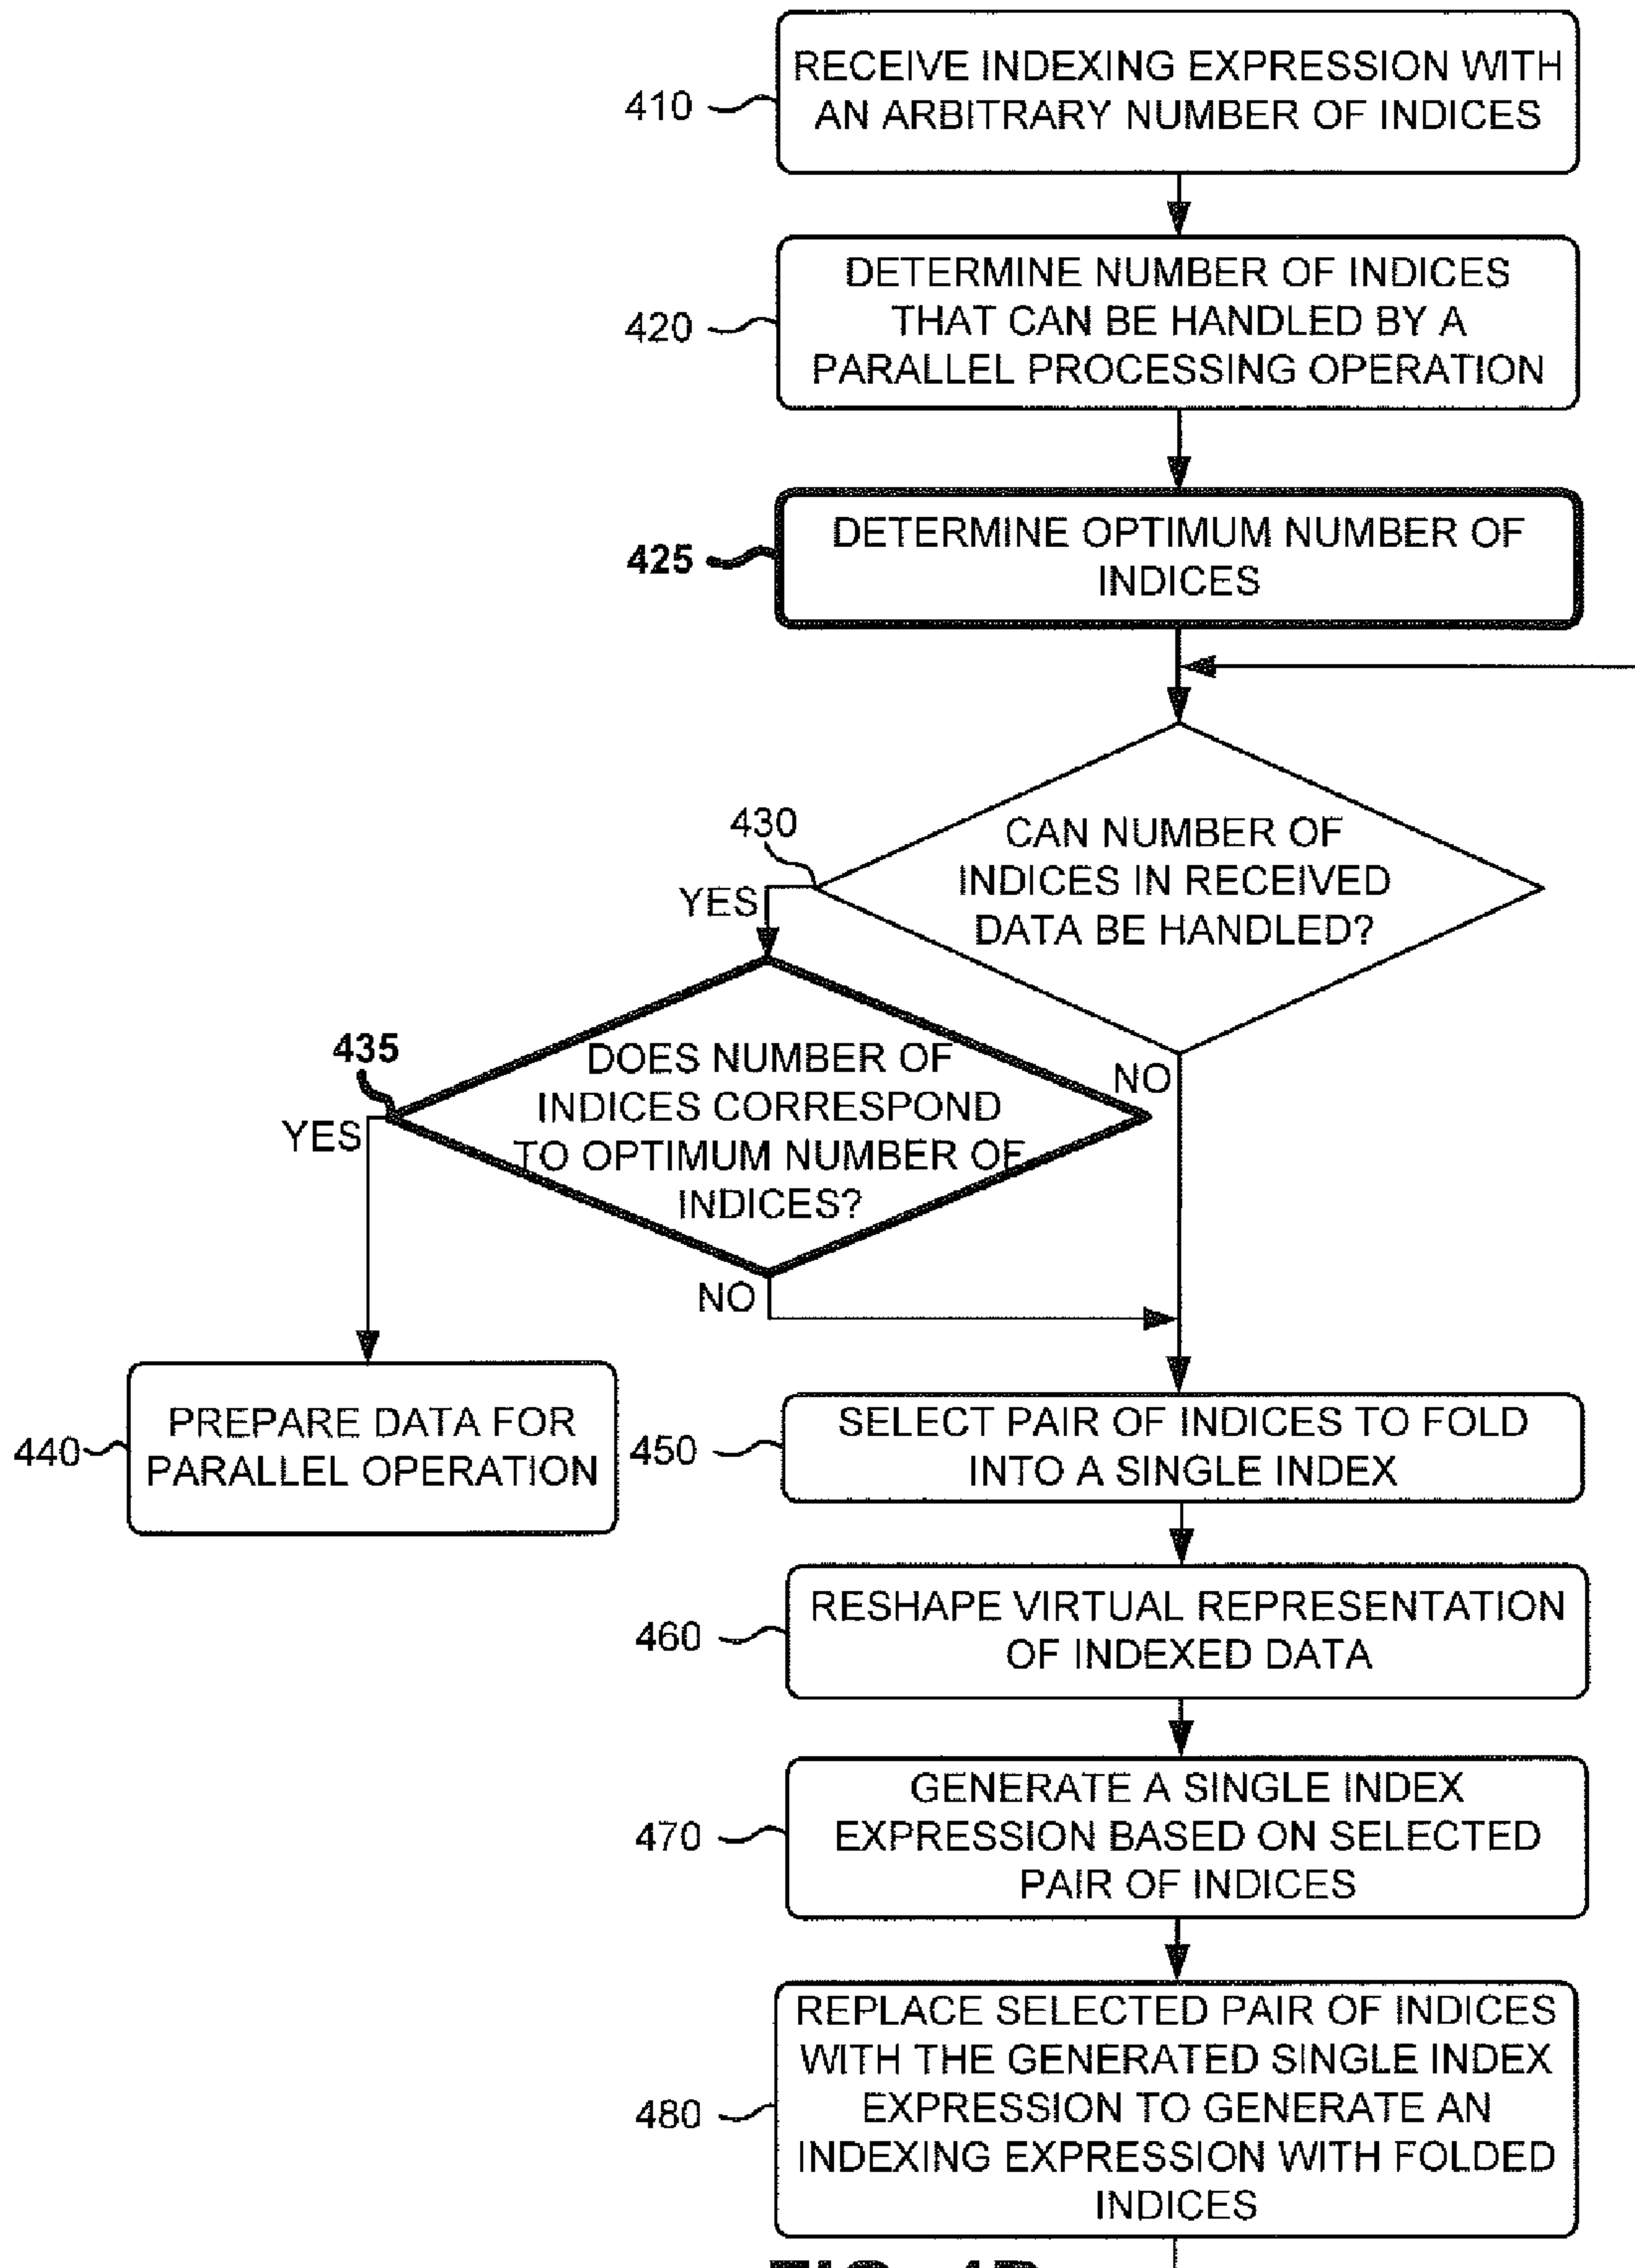 RECEIVE INDEXING EXPRESSION WITH
AN ARBITRARY NUMBER OF INDICES
410
DETERMINE NUMBER OF INDICES
THAT CAN BE HANDLED BY A
PARALLEL PROCESSING OPERATION
420
DETERMINE OPTIMUM NUMBER OF
INDICES
425
430
CAN NUMBER OF
INDICES IN RECEIVED
DATA BE HANDLED?
YES
NO
435
DOES NUMBER OF
INDICES CORRESPOND
TO OPTIMUM NUMBER OF
INDICES?
YES
NO
PREPARE DATA FOR
PARALLEL OPERATION
440
SELECT PAIR OF INDICES TO FOLD
INTO A SINGLE INDEX
450
RESHAPE VIRTUAL REPRESENTATION
OF INDEXED DATA
460
GENERATE A SINGLE INDEX
EXPRESSION BASED ON SELECTED
PAIR OF INDICES
470
REPLACE SELECTED PAIR OF INDICES
WITH THE GENERATED SINGLE INDEX
EXPRESSION TO GENERATE AN
INDEXING EXPRESSION WITH FOLDED
INDICES
480